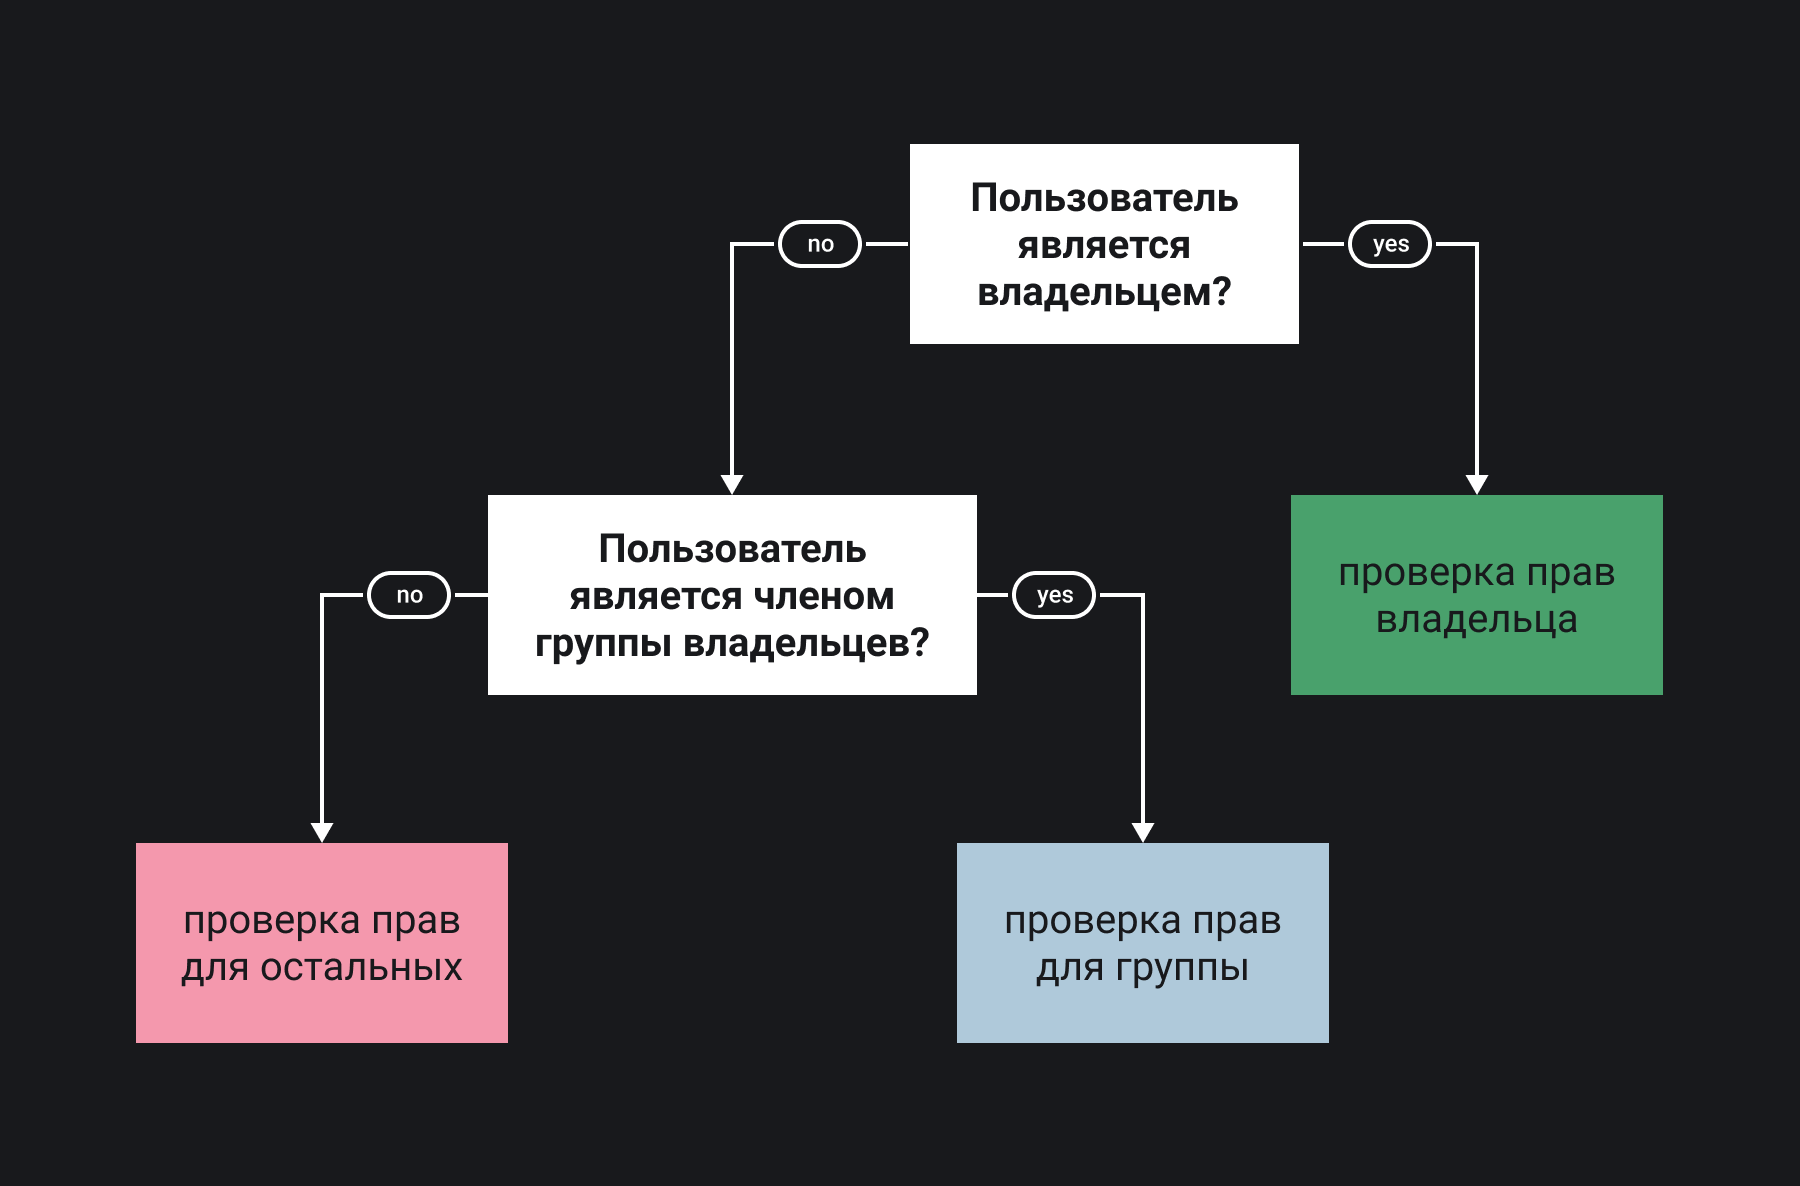 Пользователь
является
владельцем?
no
yes
Пользователь
является членом
группы владельцев?
no
yes
проверка прав
владельца
проверка прав
для остальных
проверка прав
для группы